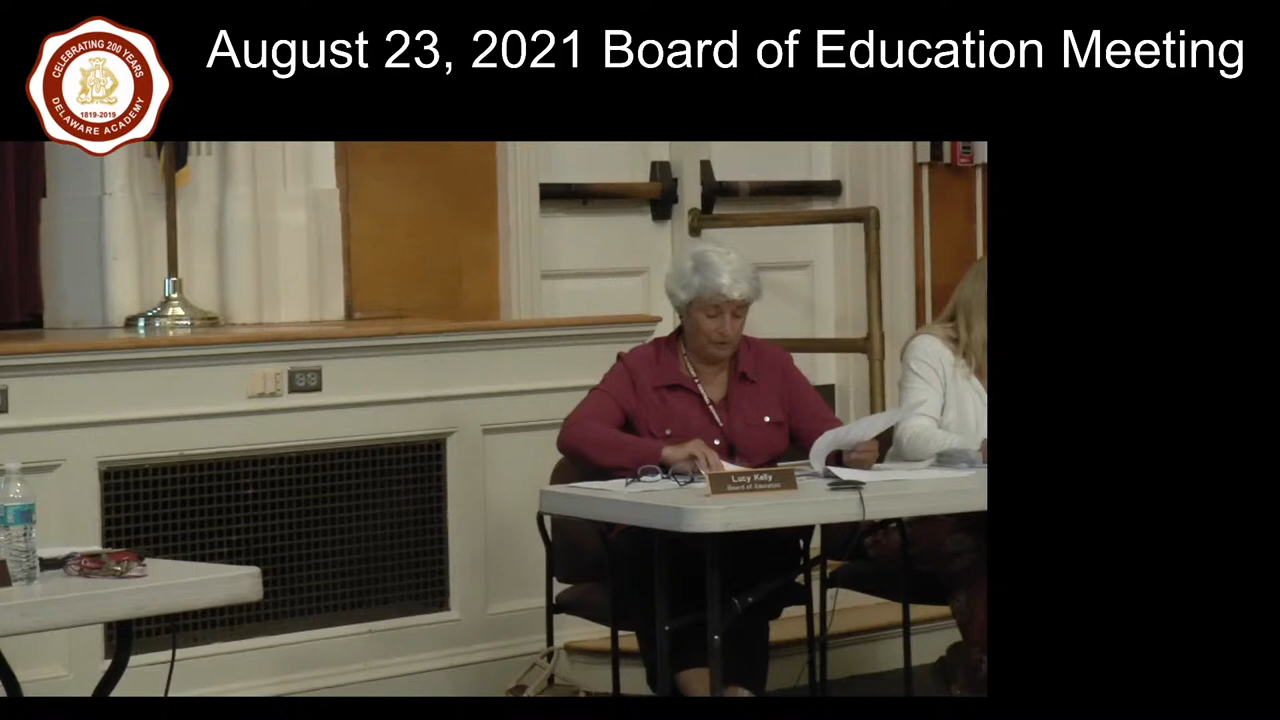 August 23, 2021 Board of Education Meeting
CELEBRATING 200 YEARS
1819-2019
DELAWARE ACADEMY
Lucy Kelly
Board of Education